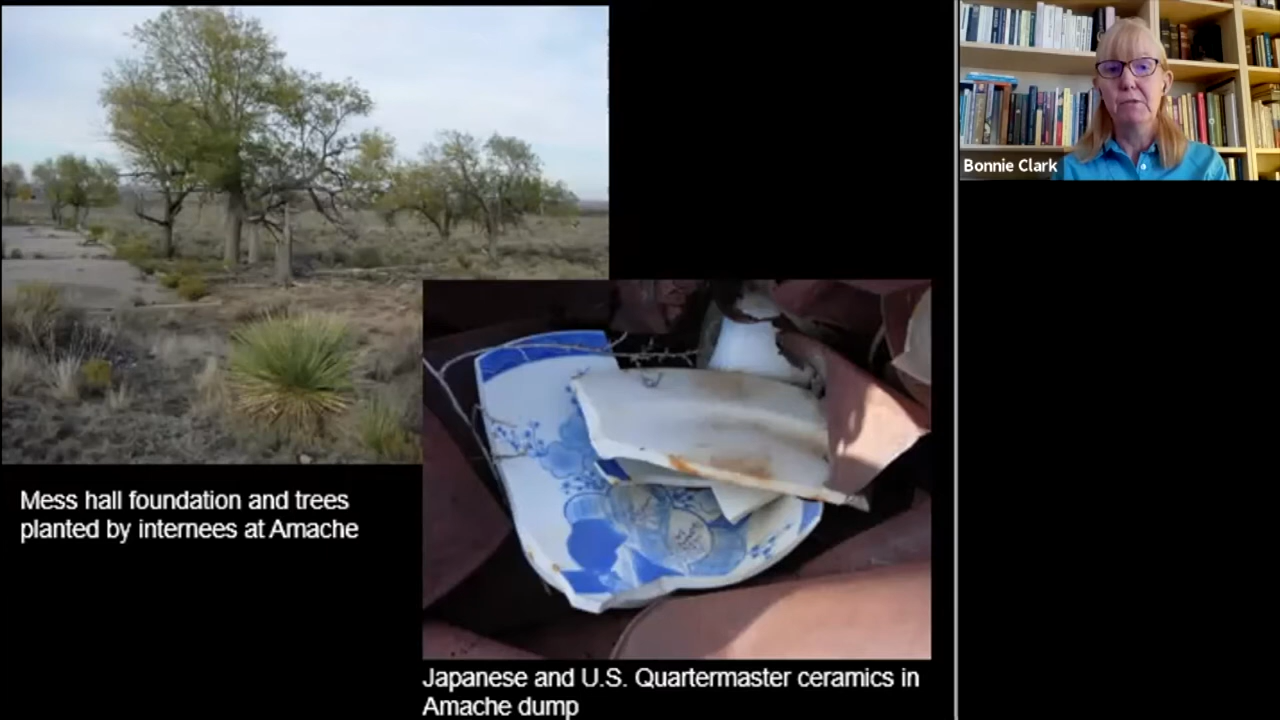 Bonnie Clark
Mess hall foundation and trees
planted by internees at Amache
Japanese and U.S. Quartermaster ceramics in
Amache dump